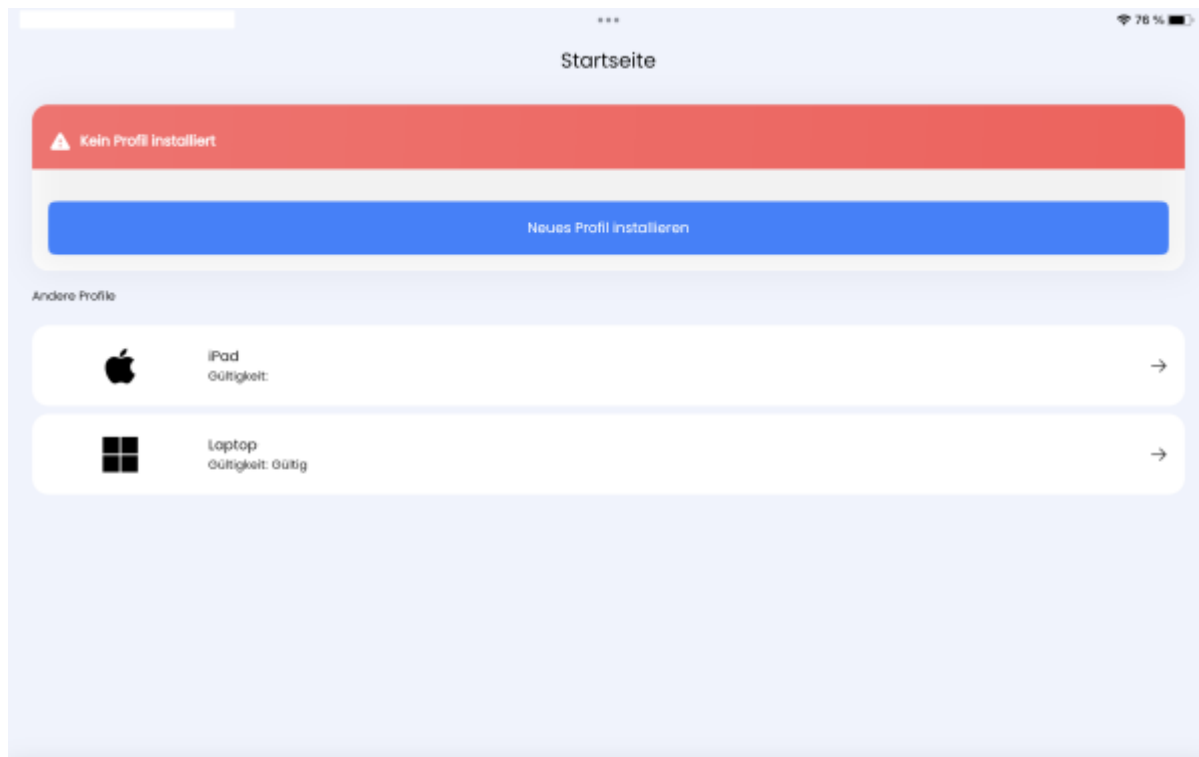 76 %
Startseite
Kein Profil installiert
Neues Profil installieren
Andere Profile
iPad
Gültigkeit:
Laptop
Gültigkeit: Gültig